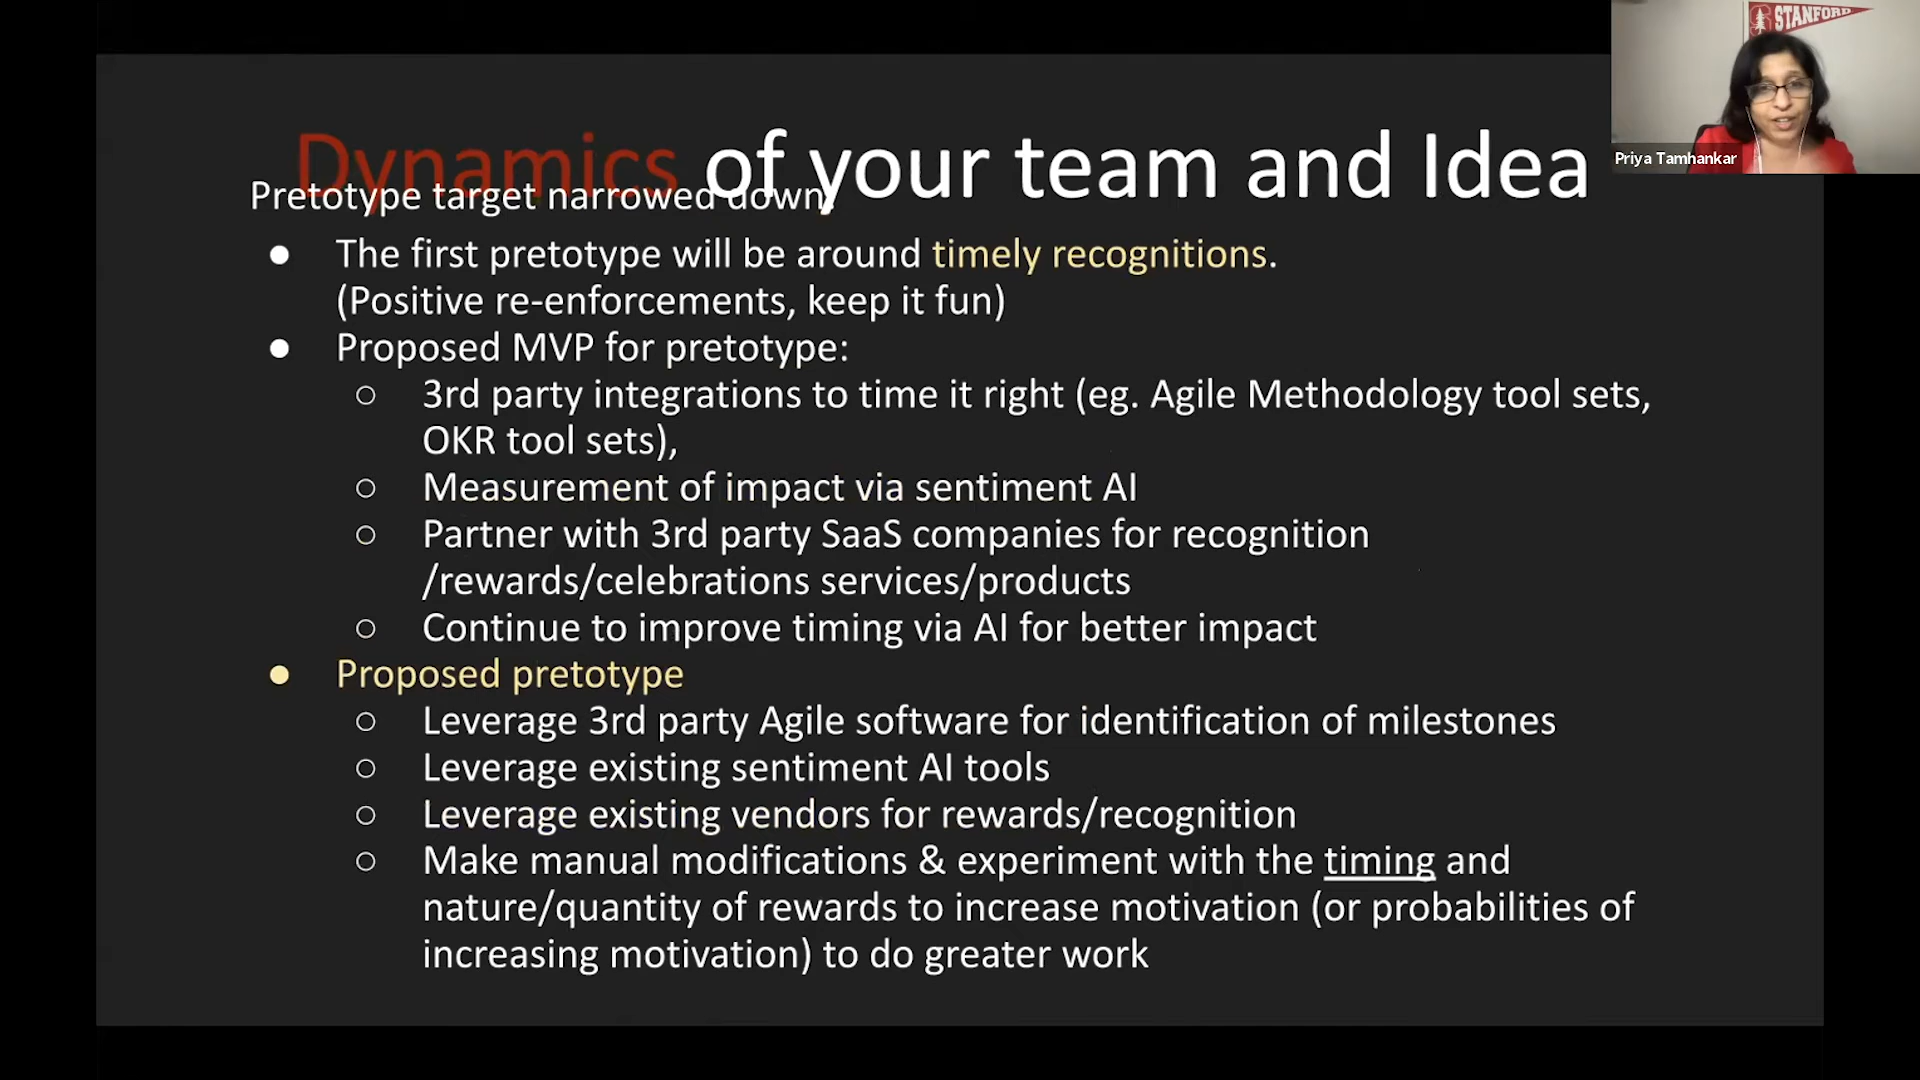 STANFORD
Priya Tamhankar
Dynamics of your team and Idea
Pretotype target narrowed down:
● The first pretotype will be around timely recognitions.
(Positive re-enforcements, keep it fun)
● Proposed MVP for pretotype:
○ 3rd party integrations to time it right (eg. Agile Methodology tool sets,
OKR tool sets),
○ Measurement of impact via sentiment AI
○ Partner with 3rd party SaaS companies for recognition
/rewards/celebrations services/products
○ Continue to improve timing via AI for better impact
● Proposed pretotype
○ Leverage 3rd party Agile software for identification of milestones
○ Leverage existing sentiment AI tools
○ Leverage existing vendors for rewards/recognition
○ Make manual modifications & experiment with the timing and
nature/quantity of rewards to increase motivation (or probabilities of
increasing motivation) to do greater work